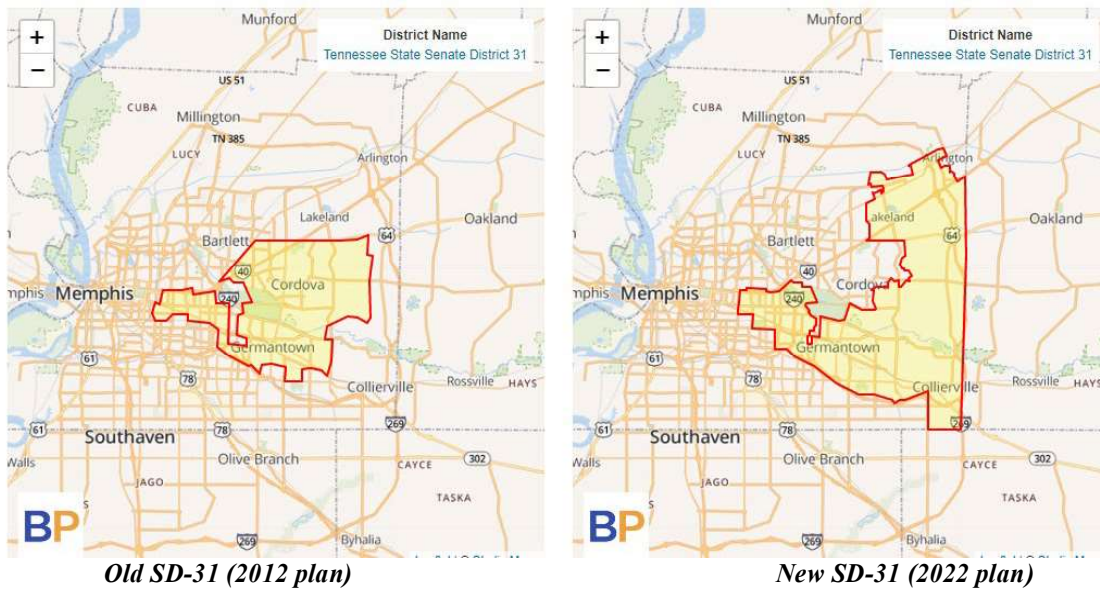 Munford
+
−
District Name
Tennessee State Senate District 31
US 51
CUBA
Millington
TN 385
LUCY
Arlington
Lakeland
Oakland
64
Bartlett
40
Cordova
Memphis
240
Germantown
61
78
Collierville
Rossville
HAYS
269
61
78
Southaven
Walls
Olive Branch
302
CAYCE
JAGO
TASKA
BP
269
Byhalia
Old SD-31 (2012 plan)
Munford
+
−
District Name
Tennessee State Senate District 31
US 51
CUBA
Millington
TN 385
LUCY
Arlington
akeland
Oakland
64
Bartlett
40
Cordova
mphis
Memphis
240
Germantown
61
78
Collierville
Rossville
HAYS
269
61
78
Southaven
Walls
Olive Branch
302
CAYCE
JAGO
TASKA
BP
269
Byhalia
New SD-31 (2022 plan)